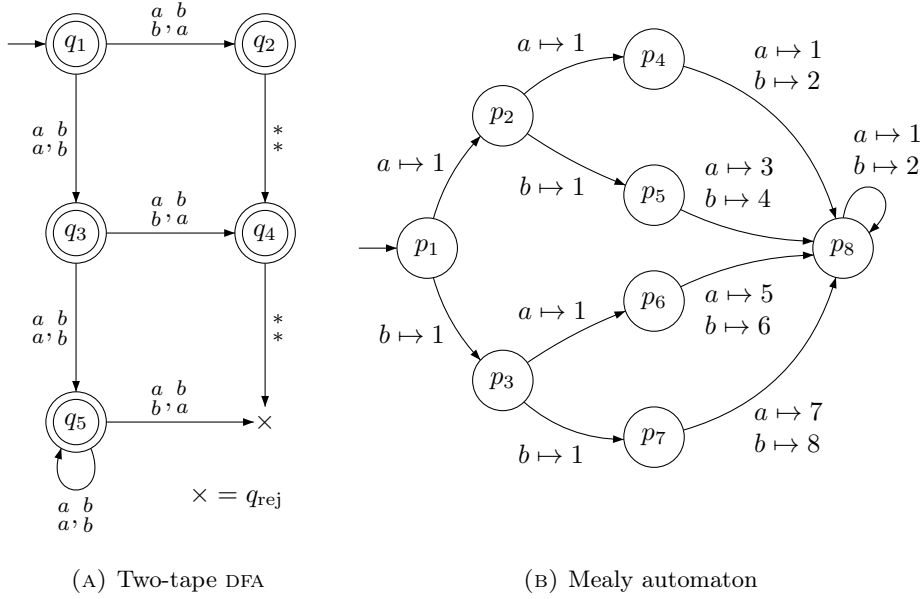 q1
a b
b, a
q2
a b
a, b
*
*
q3
a b
b, a
q4
a b
a, b
*
*
q5
a b
b, a
×
a b
a, b
× = qrej
(A) Two-tape DFA
p1
a ↦ 1
b ↦ 1
p2
a ↦ 1
b ↦ 1
p3
a ↦ 1
b ↦ 1
p4
a ↦ 1
b ↦ 2
p5
a ↦ 3
b ↦ 4
p6
a ↦ 5
b ↦ 6
p7
a ↦ 7
b ↦ 8
p8
a ↦ 1
b ↦ 2
(B) Mealy automaton